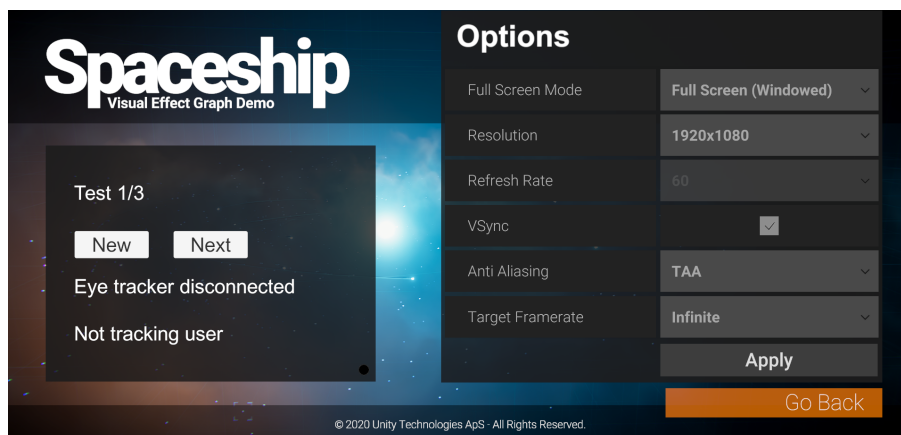 Spaceship
Visual Effect Graph Demo
Test 1/3
New Next
Eye tracker disconnected
Not tracking user
Options
Full Screen Mode Full Screen (Windowed)
Resolution 1920x1080
Refresh Rate 60
VSync
Anti Aliasing TAA
Target Framerate Infinite
Apply
Go Back
© 2020 Unity Technologies ApS - All Rights Reserved.